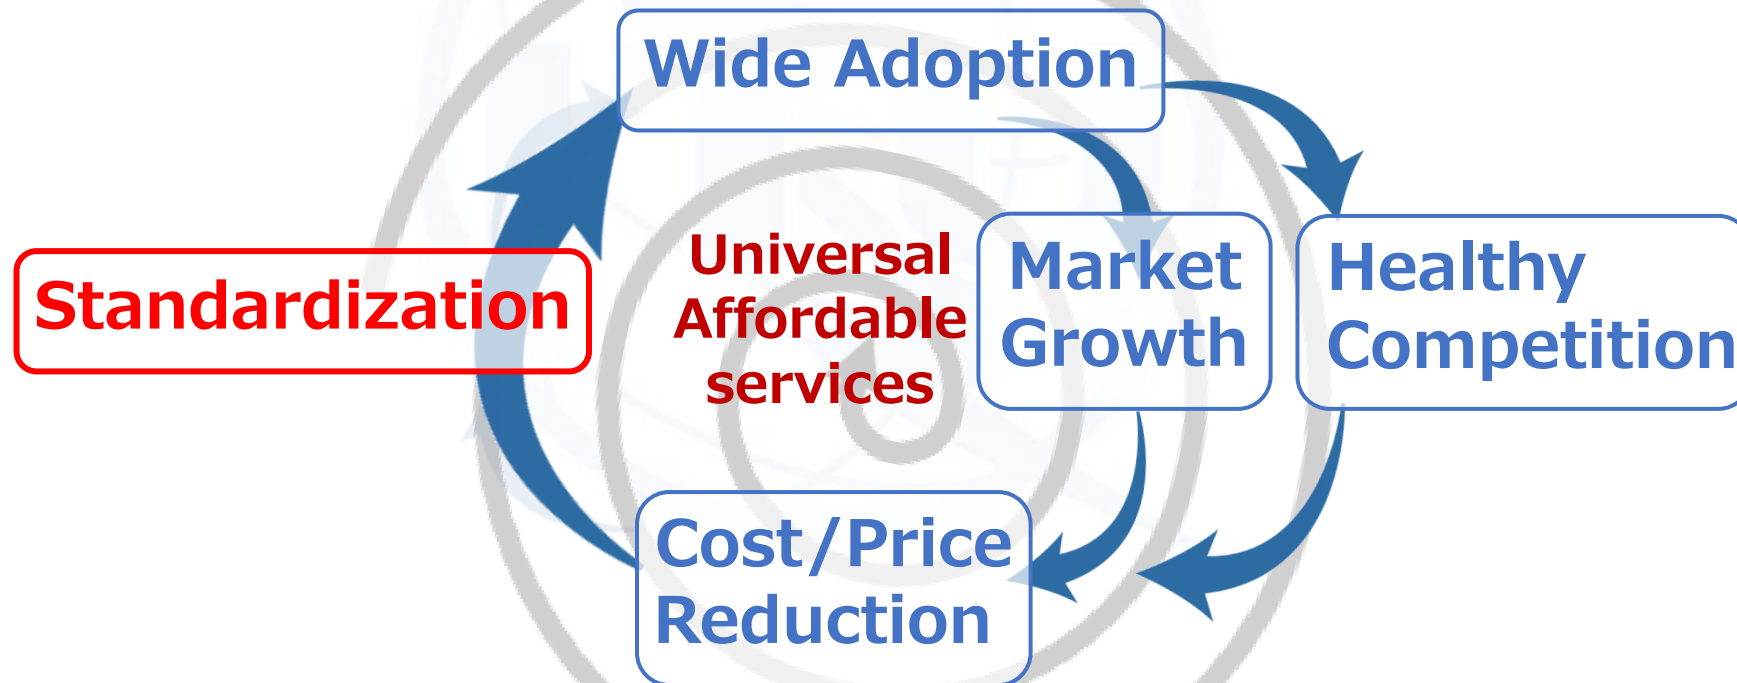 Wide Adoption
Standardization
Universal
Affordable
services
Market
Growth
Healthy
Competition
Cost/Price
Reduction